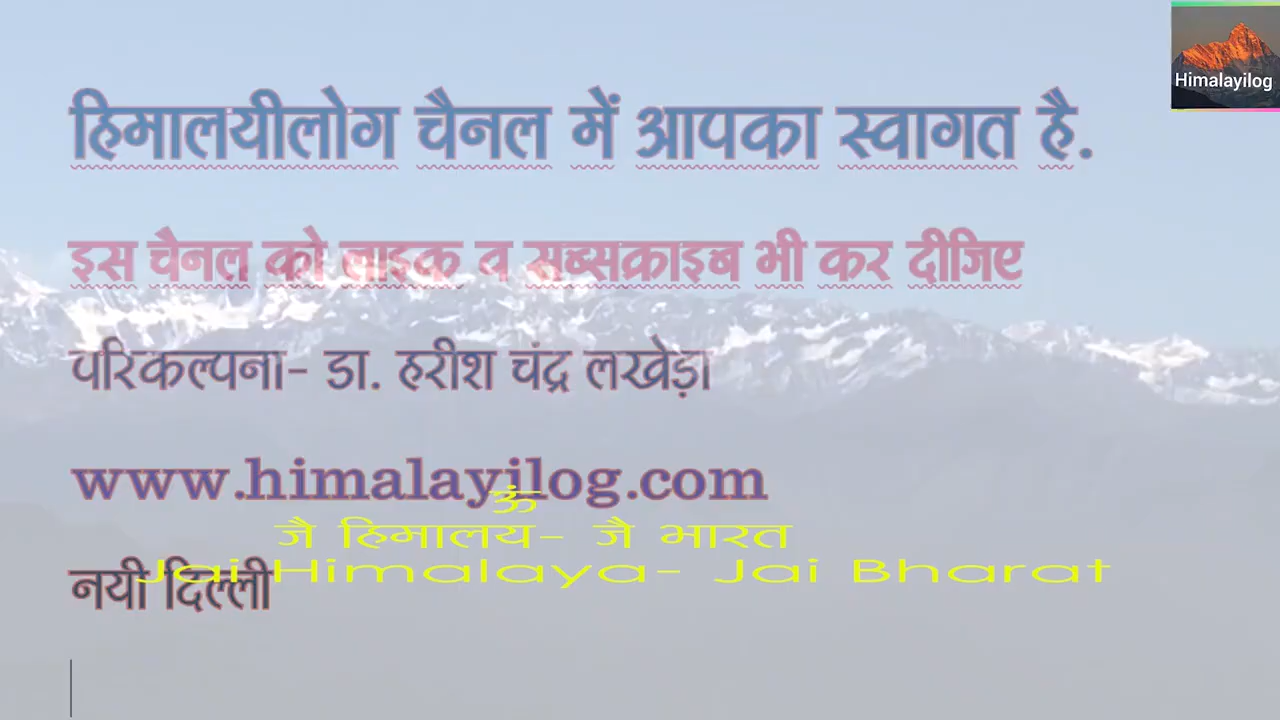 Himalayilog
हिमालयीलोग चैनल में आपका स्वागत है.
इस चैनल को लाइक व सब्सक्राइब भी कर दीजिए
परिकल्पना- डा. हरीश चंद्र लखेड़ा
www.himalayilog.com
ॐ
जै हिमालय- जै भारत
Jai Himalaya- Jai Bharat
नयी दिल्ली